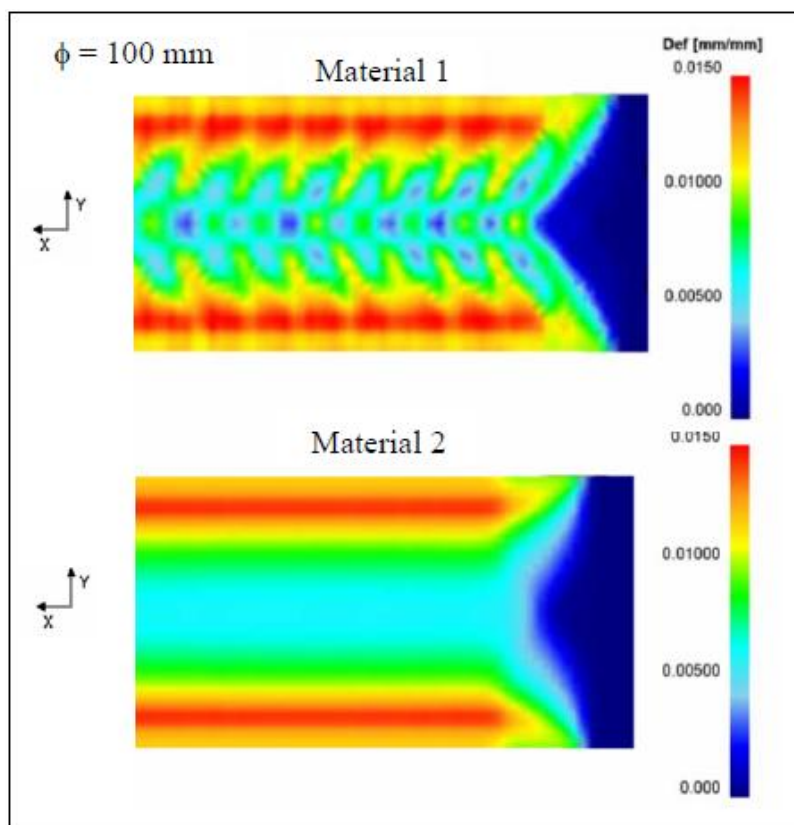 ϕ = 100 mm
Material 1
Def [mm/mm]
0.0150
0.01000
0.00500
0.000
Y
X
Material 2
0.0150
0.01000
0.00500
0.000
Y
X